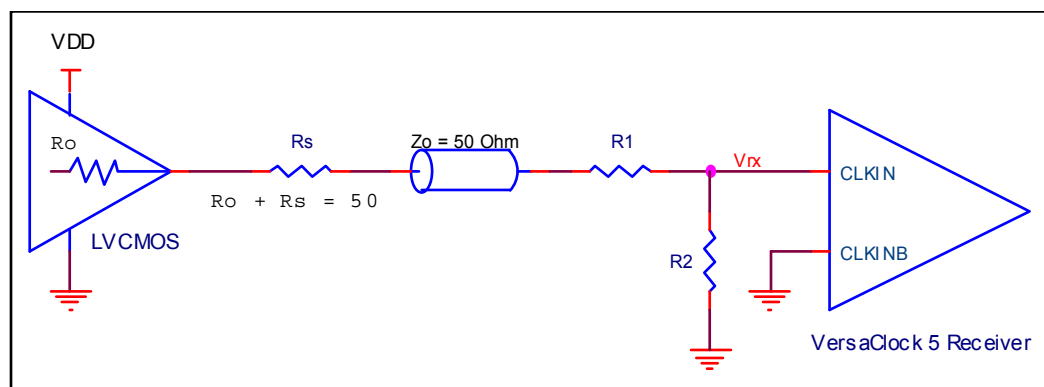 VDD
Ro
Rs
Zo = 50 Ohm
R1
Vrx
CLKIN
Ro + Rs = 50
LVCMOS
R2
CLKINB
VersaClock 5 Receiver